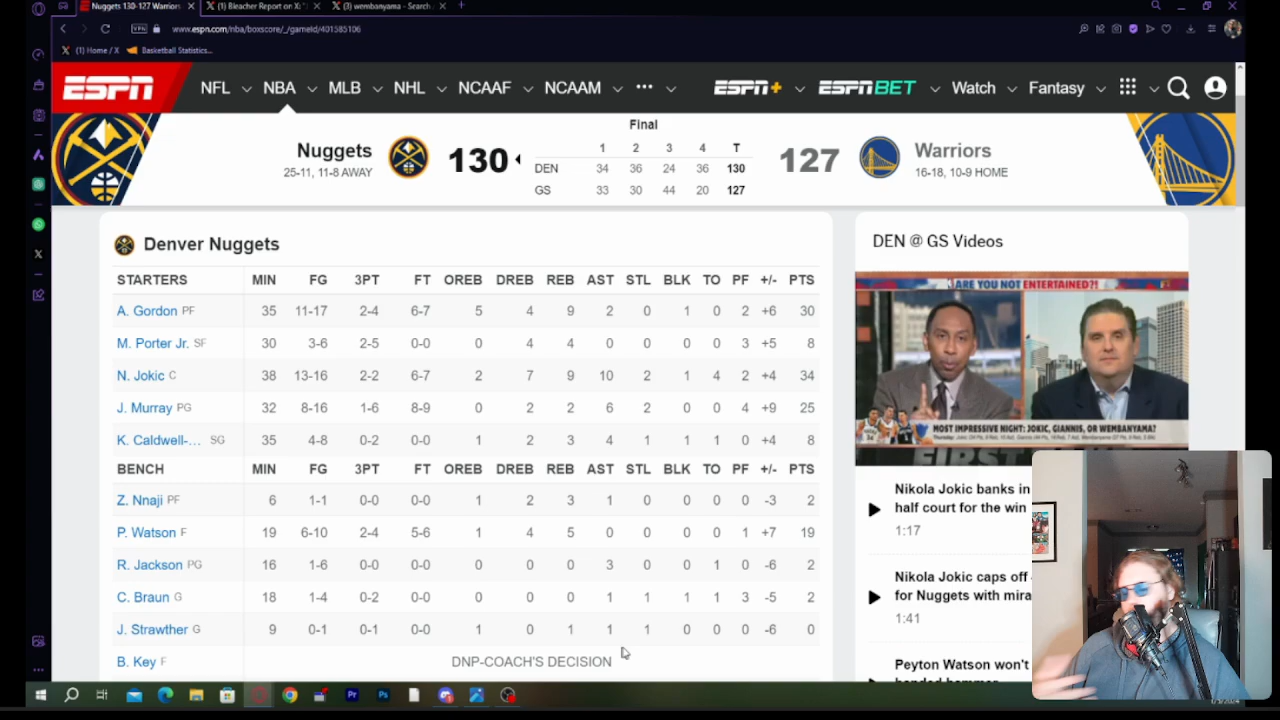 Nuggets 130-127 Warriors
(1) Bleacher Report on X: "
(3) wembanyama - Search
VPN
www.espn.com/nba/boxscore/_/gameId/401585106
(1) Home / X
Basketball Statistics...
ESPN
NFL
NBA
MLB
NHL
NCAAF
NCAAM
ESPN+
ESPN BET
Watch
Fantasy
Final
Nuggets
25-11, 11-8 AWAY
130
1 2 3 4 T
DEN 34 36 24 36 130
GS 33 30 44 20 127
127
Warriors
16-18, 10-9 HOME
Denver Nuggets
STARTERS MIN FG 3PT FT OREB DREB REB AST STL BLK TO PF +/- PTS
A. Gordon PF 35 11-17 2-4 6-7 5 4 9 2 0 1 0 2 +6 30
M. Porter Jr. SF 30 3-6 2-5 0-0 0 4 4 0 0 0 0 3 +5 8
N. Jokic C 38 13-16 2-2 6-7 2 7 9 10 2 1 4 2 +4 34
J. Murray PG 32 8-16 1-6 8-9 0 2 2 6 2 0 0 4 +9 25
K. Caldwell-... SG 35 4-8 0-2 0-0 1 2 3 4 1 1 1 0 +4 8
BENCH MIN FG 3PT FT OREB DREB REB AST STL BLK TO PF +/- PTS
Z. Nnaji PF 6 1-1 0-0 0-0 1 2 3 1 0 0 0 0 -3 2
P. Watson F 19 6-10 2-4 5-6 1 4 5 0 0 0 0 1 +7 19
R. Jackson PG 16 1-6 0-0 0-0 0 0 0 3 0 0 1 0 -6 2
C. Braun G 18 1-4 0-2 0-0 0 0 0 1 1 1 1 3 -5 2
J. Strawther G 9 0-1 0-1 0-0 1 0 1 1 1 0 0 0 -6 0
B. Key F DNP-COACH'S DECISION
DEN @ GS Videos
ARE YOU NOT ENTERTAINED?!
MOST IMPRESSIVE NIGHT: JOKIC, GIANNIS, OR WEMBANYAMA?
FIRST
Nikola Jokic banks in
half court for the win
1:17
Nikola Jokic caps off
for Nuggets with mira
1:41
Peyton Watson won't
handed hammer